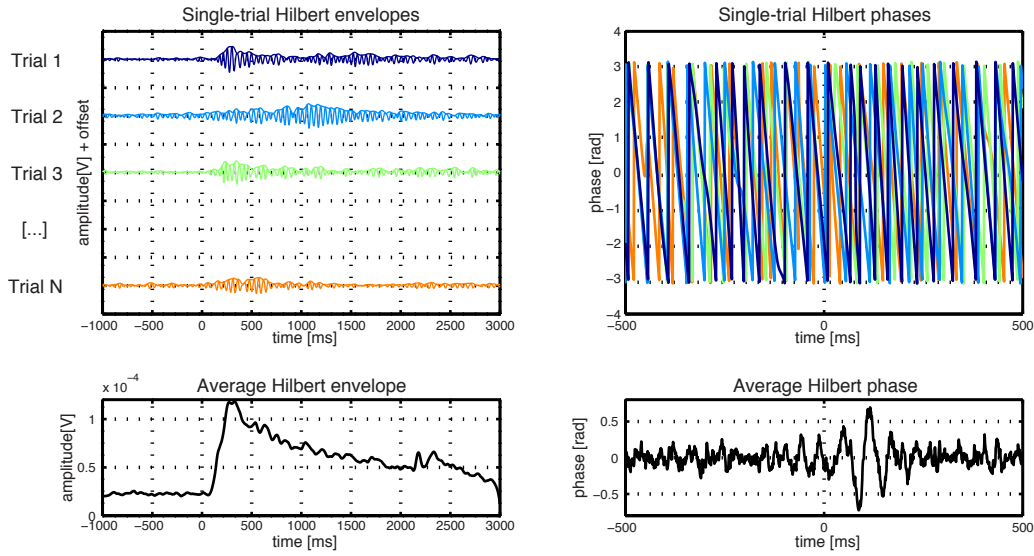 Single-trial Hilbert envelopes
Trial 1
Trial 2
Trial 3
[...]
Trial N
amplitude[V] + offset
−1000 −500 0 500 1000 1500 2000 2500 3000
time [ms]
Single-trial Hilbert phases
4
3
2
1
0
−1
−2
−3
−4
phase [rad]
−500 0 500
time [ms]
x 10⁻⁴
Average Hilbert envelope
1
0.5
0
amplitude[V]
−1000 −500 0 500 1000 1500 2000 2500 3000
time [ms]
Average Hilbert phase
0.5
0
−0.5
phase [rad]
−500 0 500
time [ms]